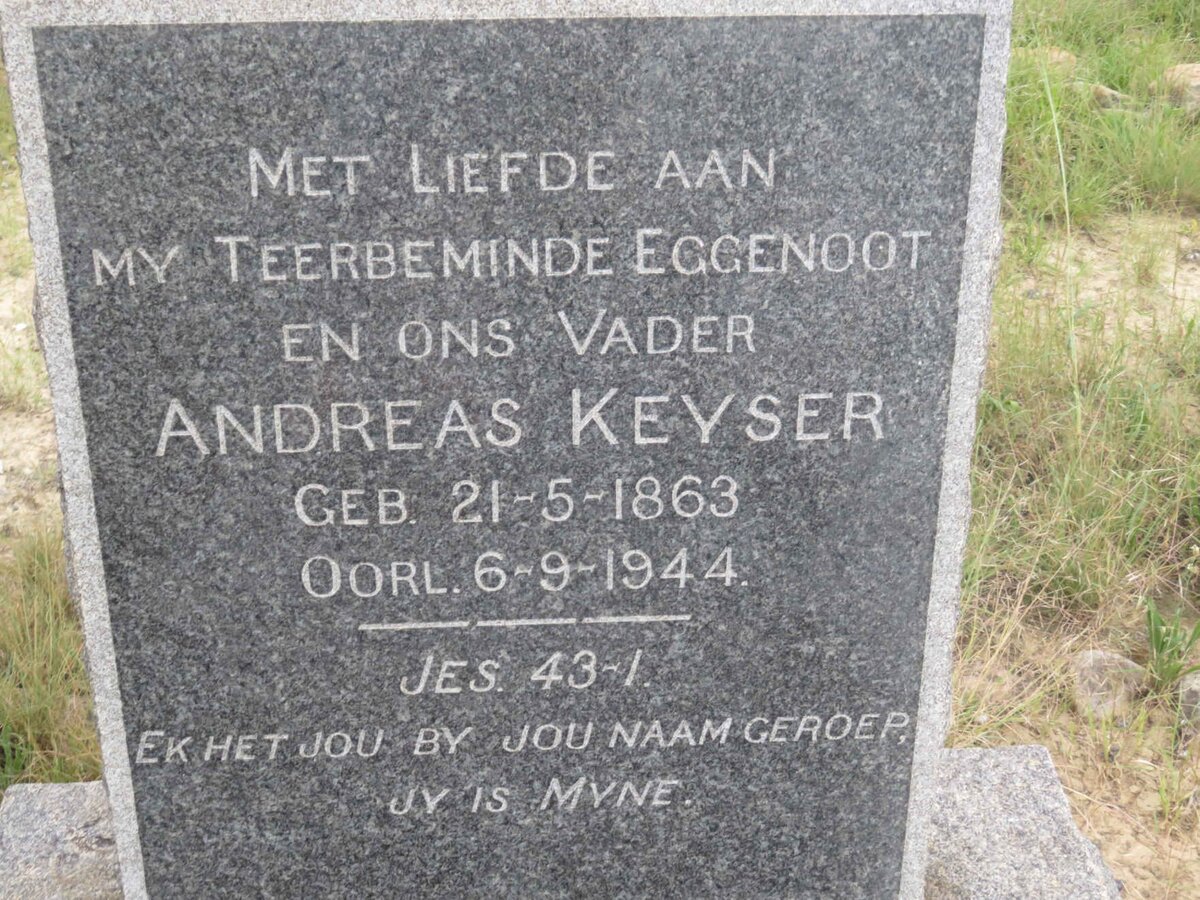 MET LIEFDE AAN
MY TEERBEMINDE EGGENOOT
EN ONS VADER
ANDREAS KEYSER
GEB. 21-5-1863
OORL. 6-9-1944.
JES. 43-1.
EK HET JOU BY JOU NAAM GEROEP,
JY IS MYNE.